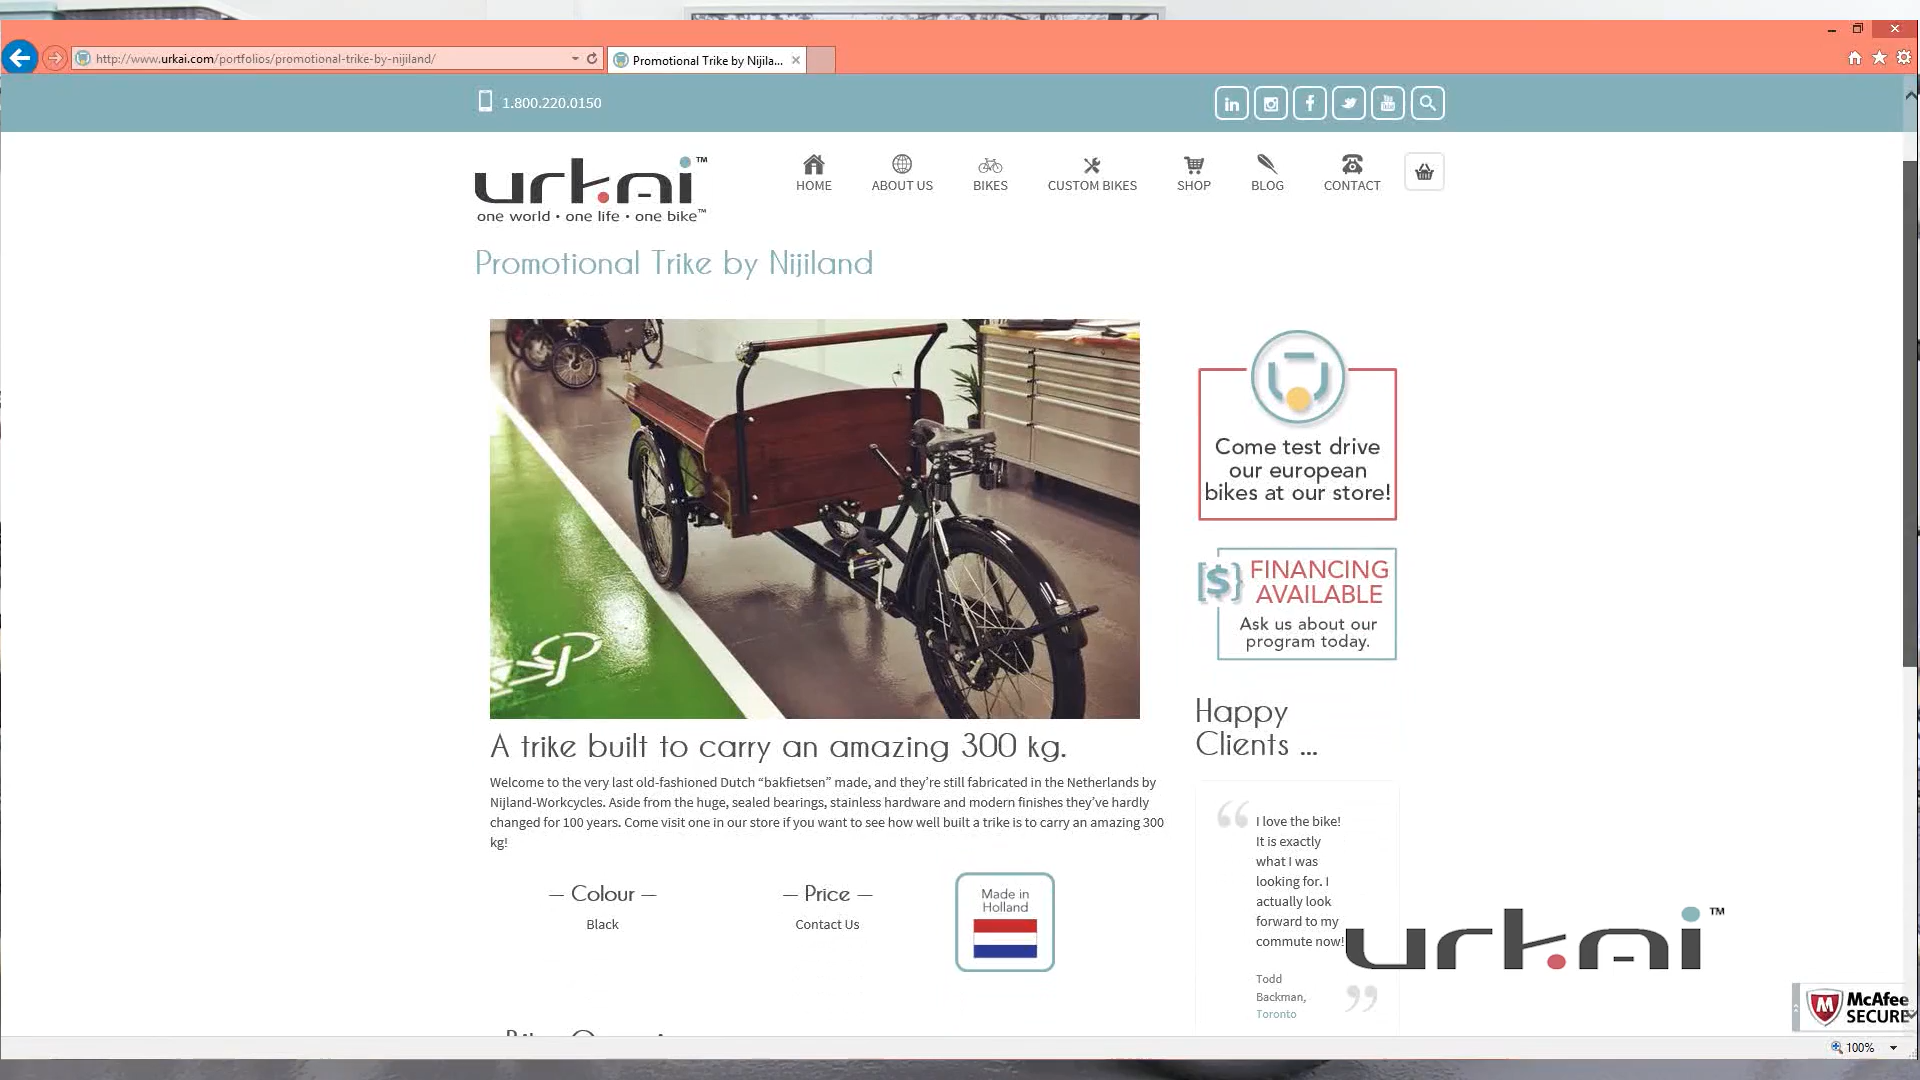 http://www.urkai.com/portfolios/promotional-trike-by-nijiland/
Promotional Trike by Nijila...
1.800.220.0150
in
f
You
urkai™
one world • one life • one bike™
HOME
ABOUT US
BIKES
CUSTOM BIKES
SHOP
BLOG
CONTACT
Promotional Trike by Nijiland
Come test drive
our european
bikes at our store!
[$} FINANCING
AVAILABLE
Ask us about our
program today.
A trike built to carry an amazing 300 kg.
Welcome to the very last old-fashioned Dutch “bakfietsen” made, and they’re still fabricated in the Netherlands by
Nijland-Workcycles. Aside from the huge, sealed bearings, stainless hardware and modern finishes they’ve hardly
changed for 100 years. Come visit one in our store if you want to see how well built a trike is to carry an amazing 300
kg!
— Colour —
Black
— Price —
Contact Us
Made in
Holland
Happy
Clients ...
“ I love the bike!
It is exactly
what I was
looking for. I
actually look
forward to my
commute now!
Todd
Backman,
Toronto ”
urkai™
McAfee
SECURE
100%